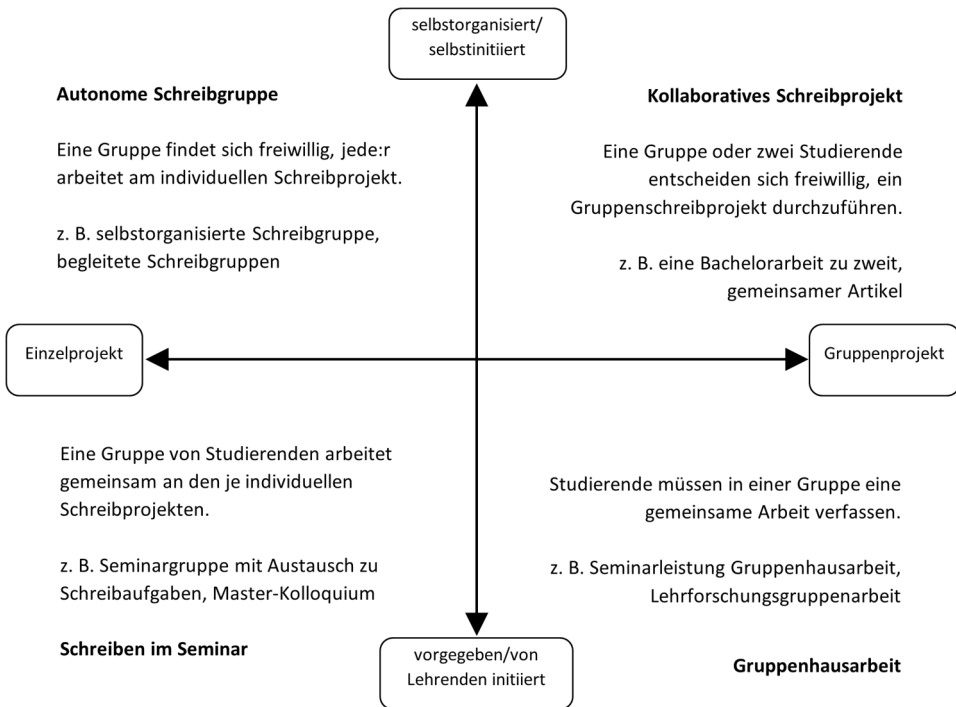 selbstorganisiert/
selbstinitiiert
Autonome Schreibgruppe
Eine Gruppe findet sich freiwillig, jede:r
arbeitet am individuellen Schreibprojekt.
z. B. selbstorganisierte Schreibgruppe,
begleitete Schreibgruppen
Kollaboratives Schreibprojekt
Eine Gruppe oder zwei Studierende
entscheiden sich freiwillig, ein
Gruppenschreibprojekt durchzuführen.
z. B. eine Bachelorarbeit zu zweit,
gemeinsamer Artikel
Einzelprojekt
Gruppenprojekt
Eine Gruppe von Studierenden arbeitet
gemeinsam an den je individuellen
Schreibprojekten.
z. B. Seminargruppe mit Austausch zu
Schreibaufgaben, Master-Kolloquium
Schreiben im Seminar
Studierende müssen in einer Gruppe eine
gemeinsame Arbeit verfassen.
z. B. Seminarleistung Gruppenhausarbeit,
Lehrforschungsgruppenarbeit
Gruppenhausarbeit
vorgegeben/von
Lehrenden initiiert